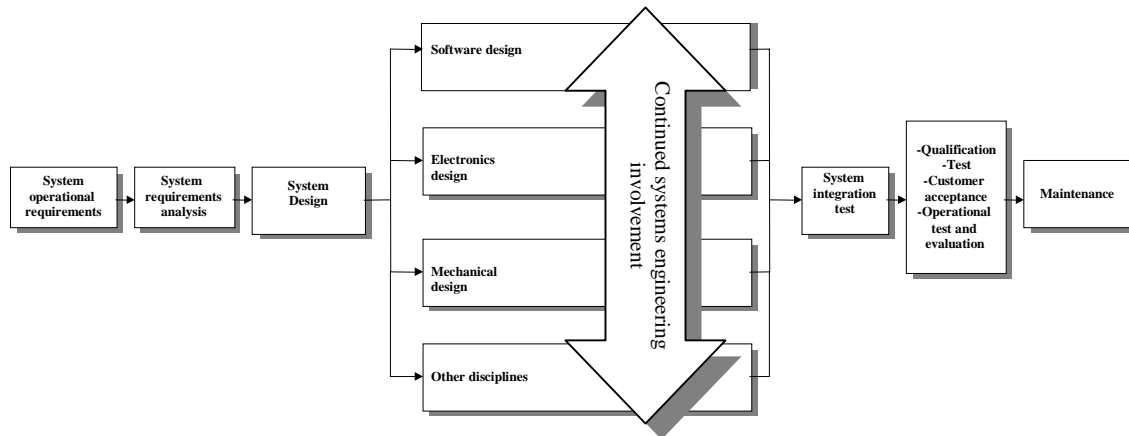 System
operational
requirements
System
requirements
analysis
System
Design
Software design
Electronics
design
Mechanical
design
Other disciplines
Continued systems engineering
involvement
System
integration
test
-Qualification
-Test
-Customer
acceptance
-Operational
test and
evaluation
Maintenance